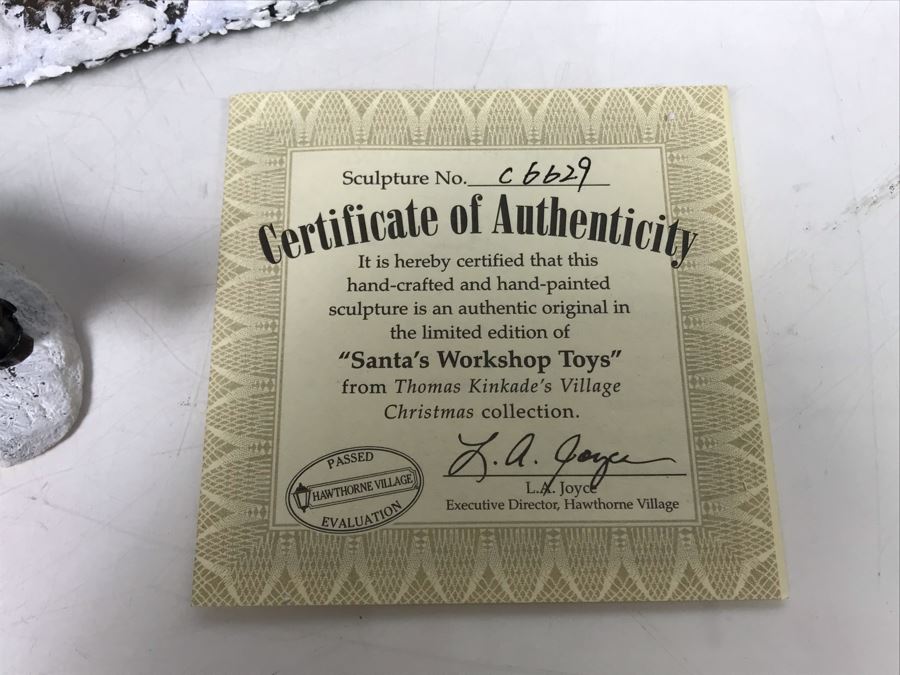 Sculpture No. C6629
Certificate of Authenticity
It is hereby certified that this
hand-crafted and hand-painted
sculpture is an authentic original in
the limited edition of
“Santa’s Workshop Toys”
from Thomas Kinkade’s Village
Christmas collection.
PASSED
HAWTHORNE VILLAGE
EVALUATION
L. A. Joyce
L.A. Joyce
Executive Director, Hawthorne Village